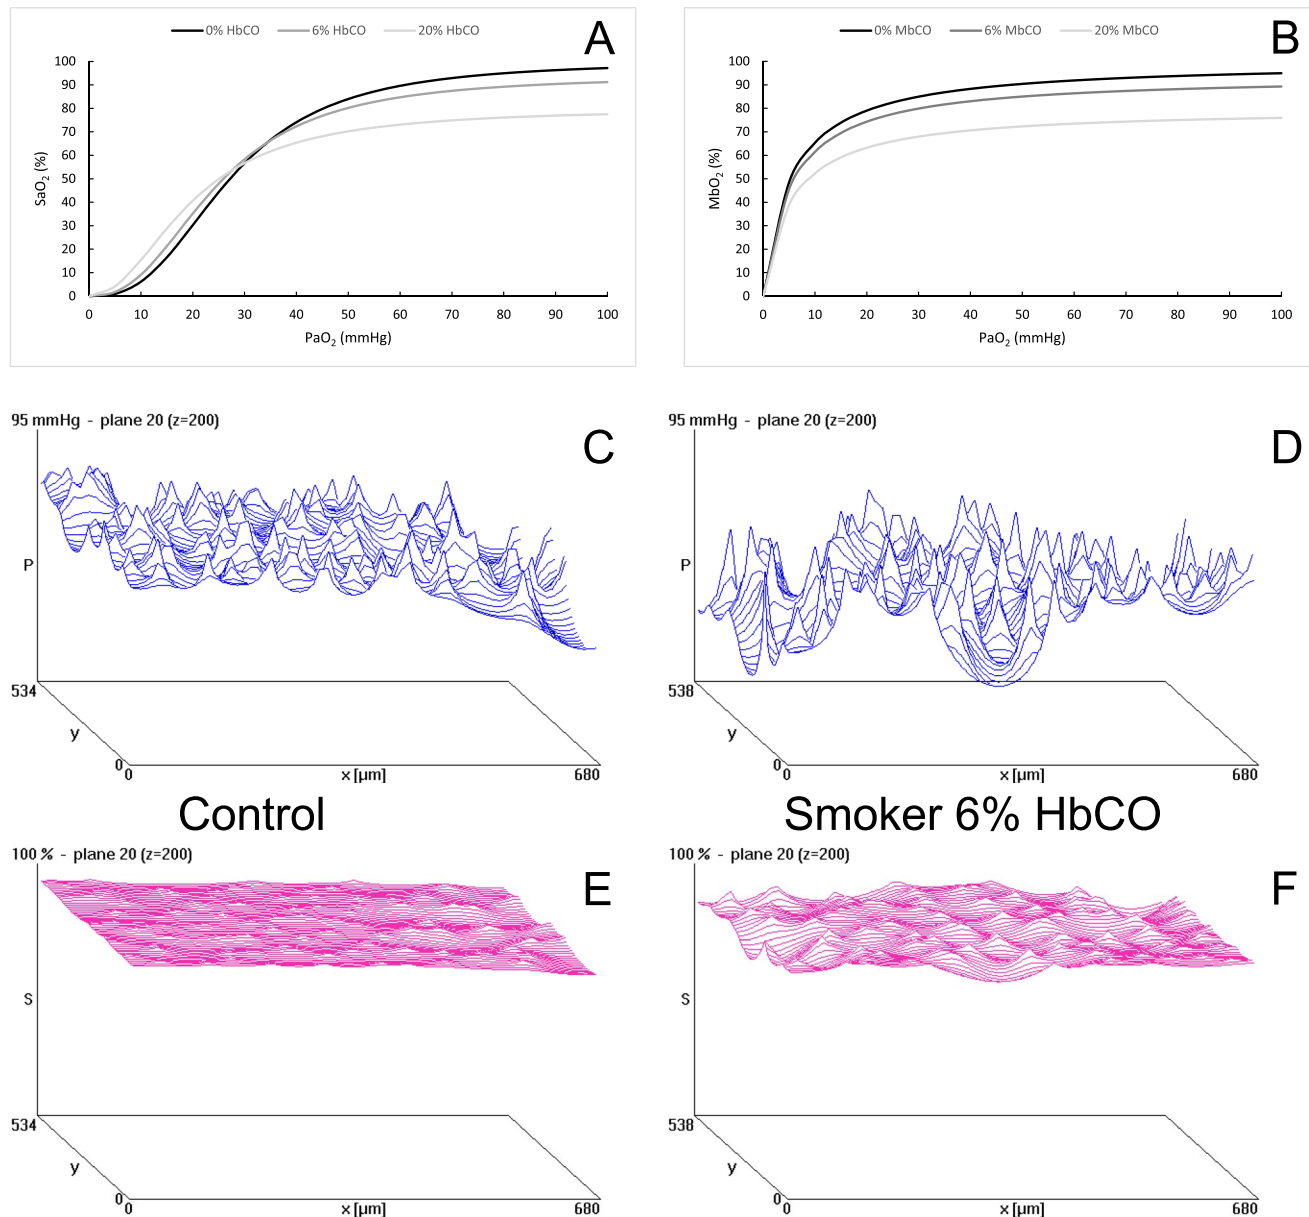 0% HbCO 6% HbCO 20% HbCO
A
100
90
80
70
60
50
40
30
20
10
0
SaO₂ (%)
0 10 20 30 40 50 60 70 80 90 100
PaO₂ (mmHg)
0% MbCO 6% MbCO 20% MbCO
B
100
90
80
70
60
50
40
30
20
10
0
MbO₂ (%)
0 10 20 30 40 50 60 70 80 90 100
PaO₂ (mmHg)
95 mmHg - plane 20 (z=200)
C
P
534
y
0
0 x [µm] 680
95 mmHg - plane 20 (z=200)
D
P
538
y
0
0 x [µm] 680
Control
Smoker 6% HbCO
100 % - plane 20 (z=200)
E
S
534
y
0
0 x [µm] 680
100 % - plane 20 (z=200)
F
S
538
y
0
0 x [µm] 680